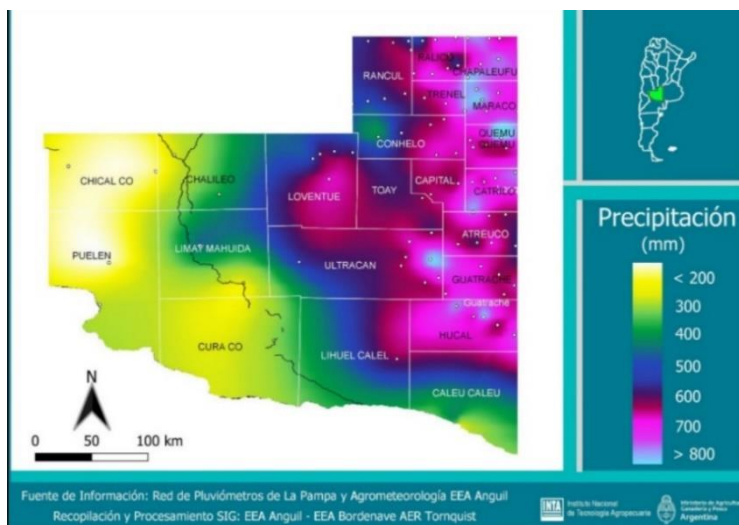 RANCUL
REALICO
CHAPALEUFU
TRENEL
MARACO
CONHELO
QUEMU
QUEMU
CHICAL CO
CHALILEO
LOVENTUE
TOAY
CAPITAL
CATRILO
PUELEN
LIMAY MAHUIDA
ULTRACAN
ATREUCO
GUATRACHE
Guatrache
CURA CO
LIHUEL CALEL
HUCAL
CALEU CALEU
N
0 50 100 km
Precipitación
(mm)
< 200
300
400
500
600
700
> 800
Fuente de Información: Red de Pluviómetros de La Pampa y Agrometeorología EEA Anguil
Recopilación y Procesamiento SIG: EEA Anguil - EEA Bordenave AER Tornquist
INTA
Instituto Nacional
de Tecnología Agropecuaria
Argentina